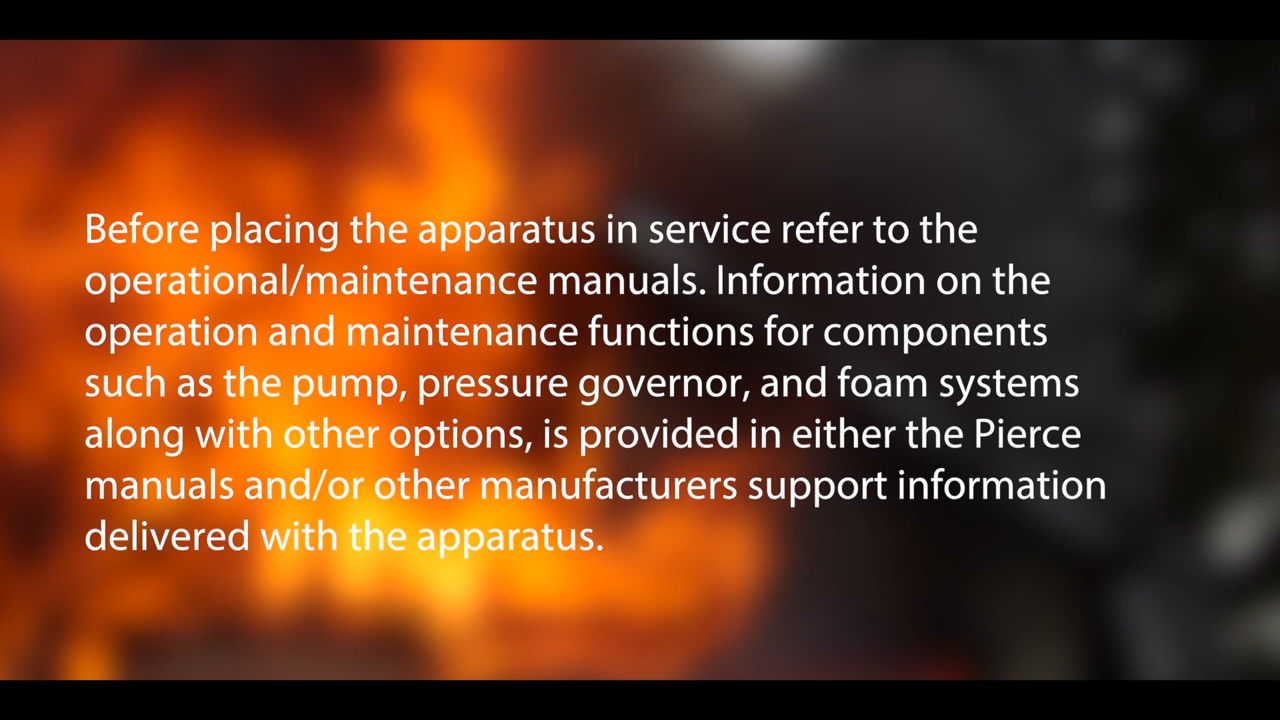 Before placing the apparatus in service refer to the
operational/maintenance manuals. Information on the
operation and maintenance functions for components
such as the pump, pressure governor, and foam systems
along with other options, is provided in either the Pierce
manuals and/or other manufacturers support information
delivered with the apparatus.